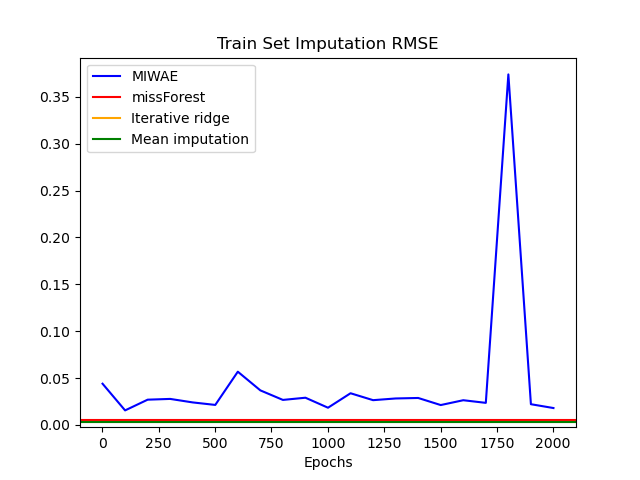 Train Set Imputation RMSE
MIWAE
missForest
Iterative ridge
Mean imputation
0.35
0.30
0.25
0.20
0.15
0.10
0.05
0.00
0 250 500 750 1000 1250 1500 1750 2000
Epochs